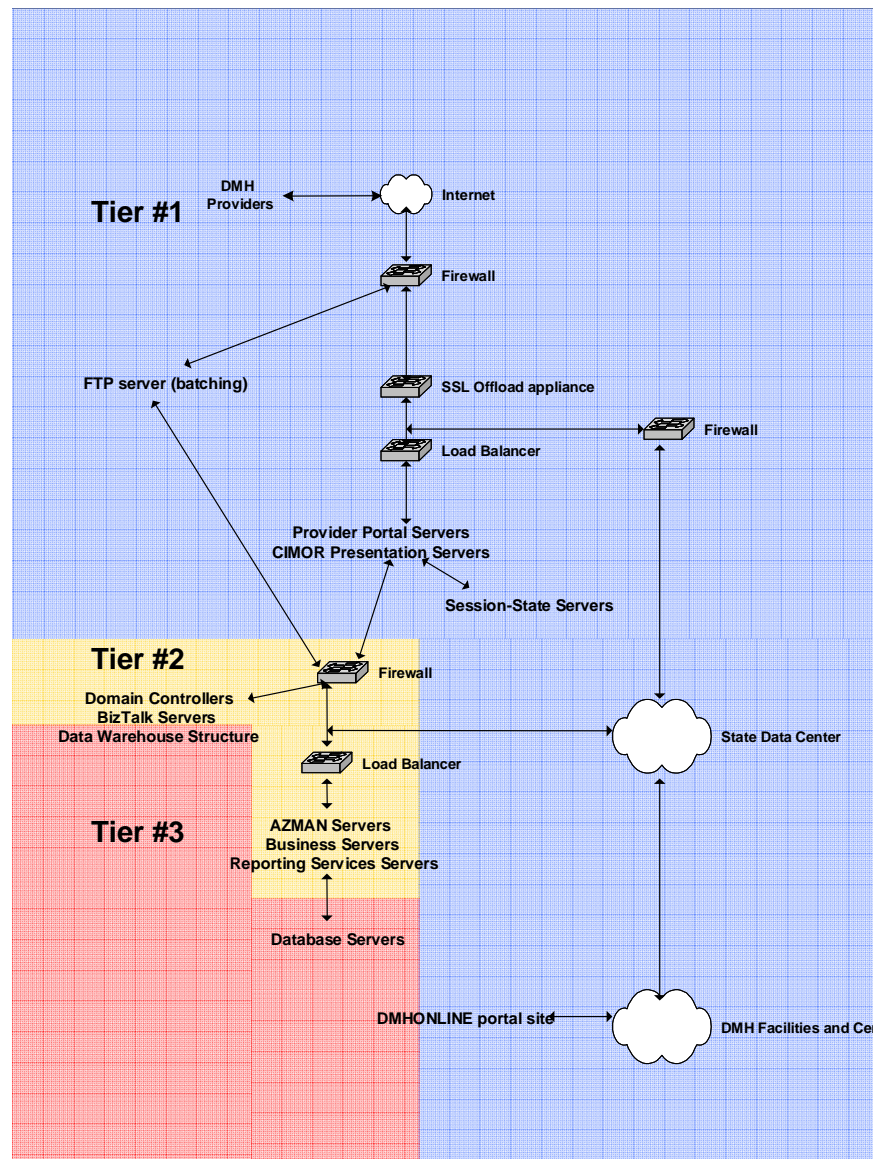 DMH
Providers
Internet
Tier #1
Firewall
FTP server (batching)
SSL Offload appliance
Firewall
Load Balancer
Provider Portal Servers
CIMOR Presentation Servers
Session-State Servers
Tier #2
Firewall
Domain Controllers
BizTalk Servers
Data Warehouse Structure
State Data Center
Load Balancer
Tier #3
AZMAN Servers
Business Servers
Reporting Services Servers
Database Servers
DMHONLINE portal site
DMH Facilities and Cen